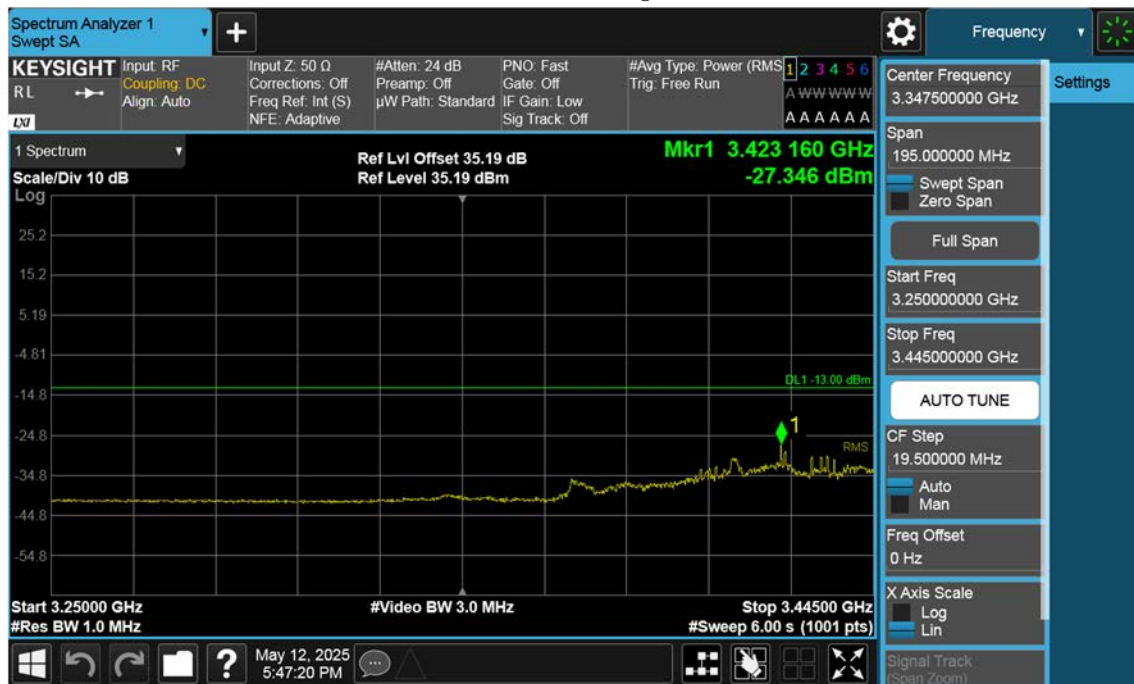 Spectrum Analyzer 1
Swept SA
+
Frequency
KEYSIGHT
RL
LXI
Input: RF
Coupling: DC
Align: Auto
Input Z: 50 Ω
Corrections: Off
Freq Ref: Int (S)
NFE: Adaptive
#Atten: 24 dB
Preamp: Off
µW Path: Standard
PNO: Fast
Gate: Off
IF Gain: Low
Sig Track: Off
#Avg Type: Power (RMS
Trig: Free Run
1 2 3 4 5 6
A W W W W W
A A A A A A
1 Spectrum
Scale/Div 10 dB
Ref Lvl Offset 35.19 dB
Ref Level 35.19 dBm
Mkr1 3.423 160 GHz
-27.346 dBm
Log
25.2
15.2
5.19
-4.81
-14.8
-24.8
-34.8
-44.8
-54.8
DL1 -13.00 dBm
1
RMS
Start 3.25000 GHz
#Res BW 1.0 MHz
#Video BW 3.0 MHz
Stop 3.44500 GHz
#Sweep 6.00 s (1001 pts)
?
May 12, 2025
5:47:20 PM
Center Frequency
3.347500000 GHz
Span
195.000000 MHz
Swept Span
Zero Span
Full Span
Start Freq
3.250000000 GHz
Stop Freq
3.445000000 GHz
AUTO TUNE
CF Step
19.500000 MHz
Auto
Man
Freq Offset
0 Hz
X Axis Scale
Log
Lin
Signal Track
(Span Zoom)
Settings